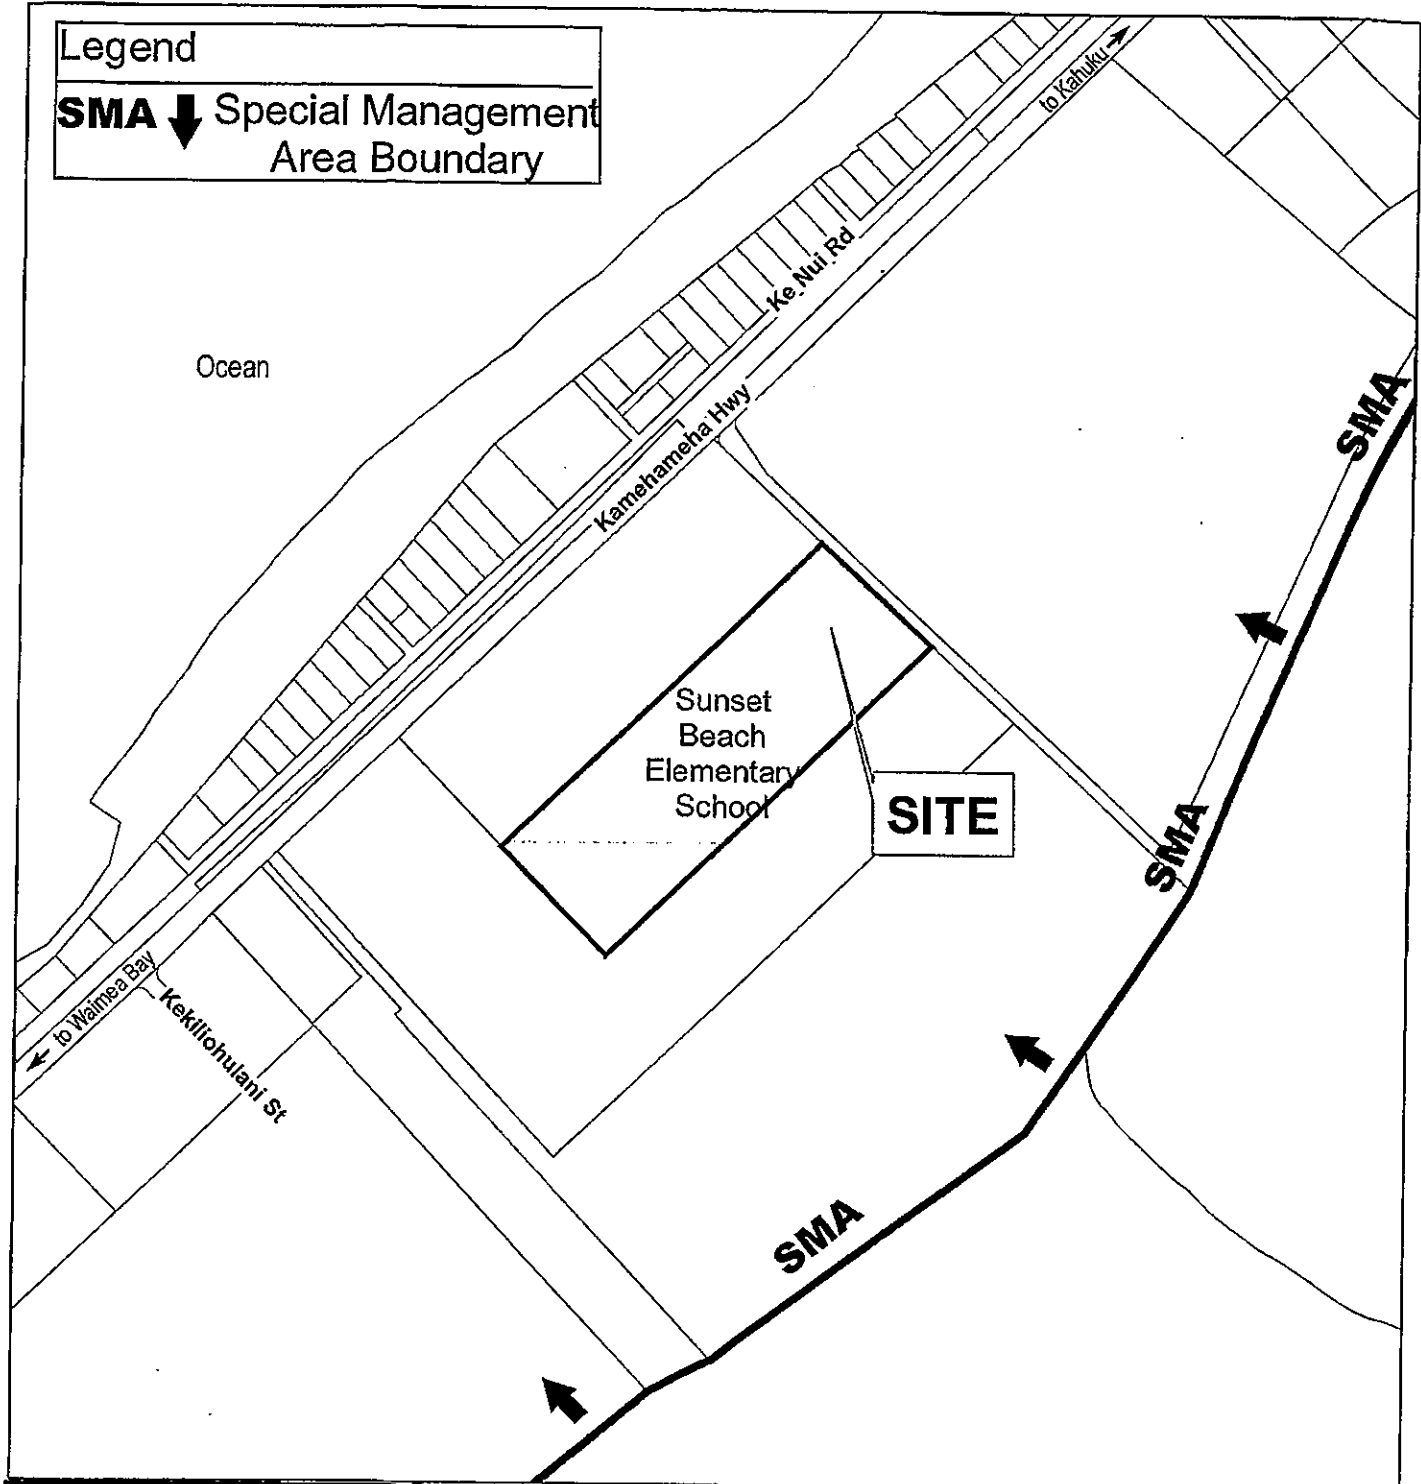 Legend
SMA Special Management
Area Boundary
to Kahuku
Ke Nui Rd
Ocean
Kamehameha Hwy
SMA
Sunset
Beach
Elementary
School
SITE
SMA
to Waimea Bay
Kekiliohulani St
SMA